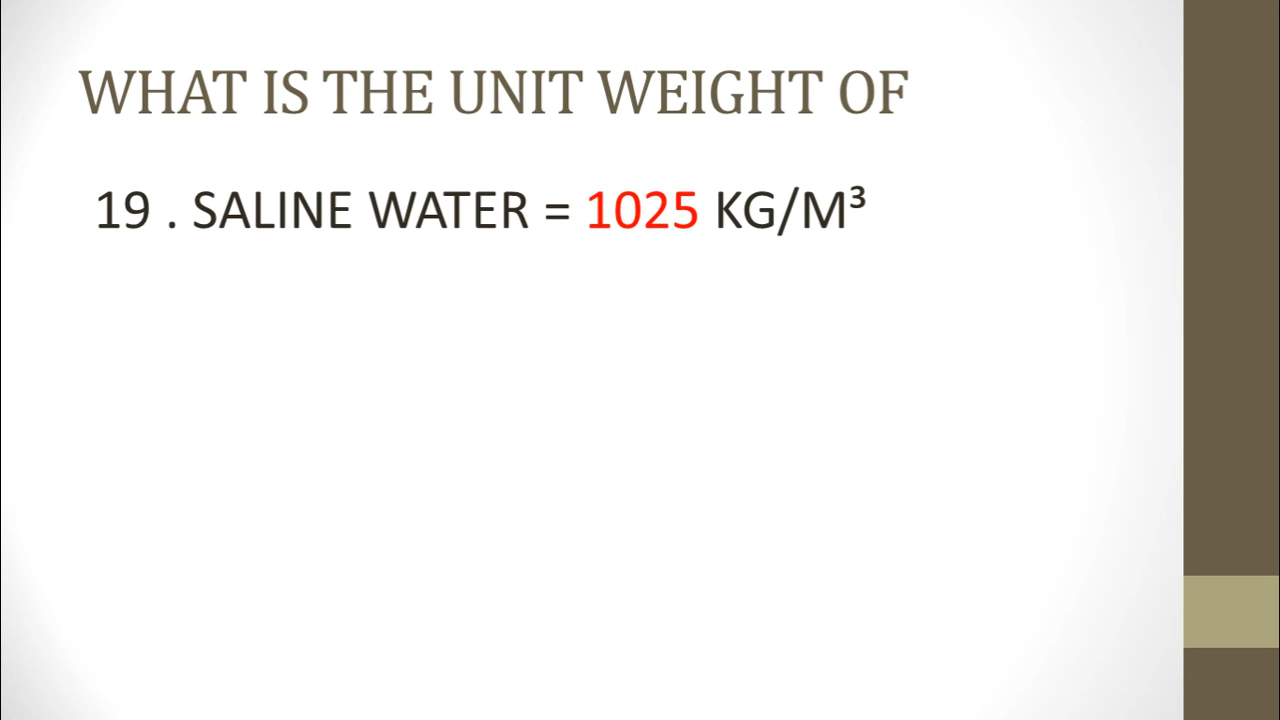 WHAT IS THE UNIT WEIGHT OF
19 . SALINE WATER = 1025 KG/M³